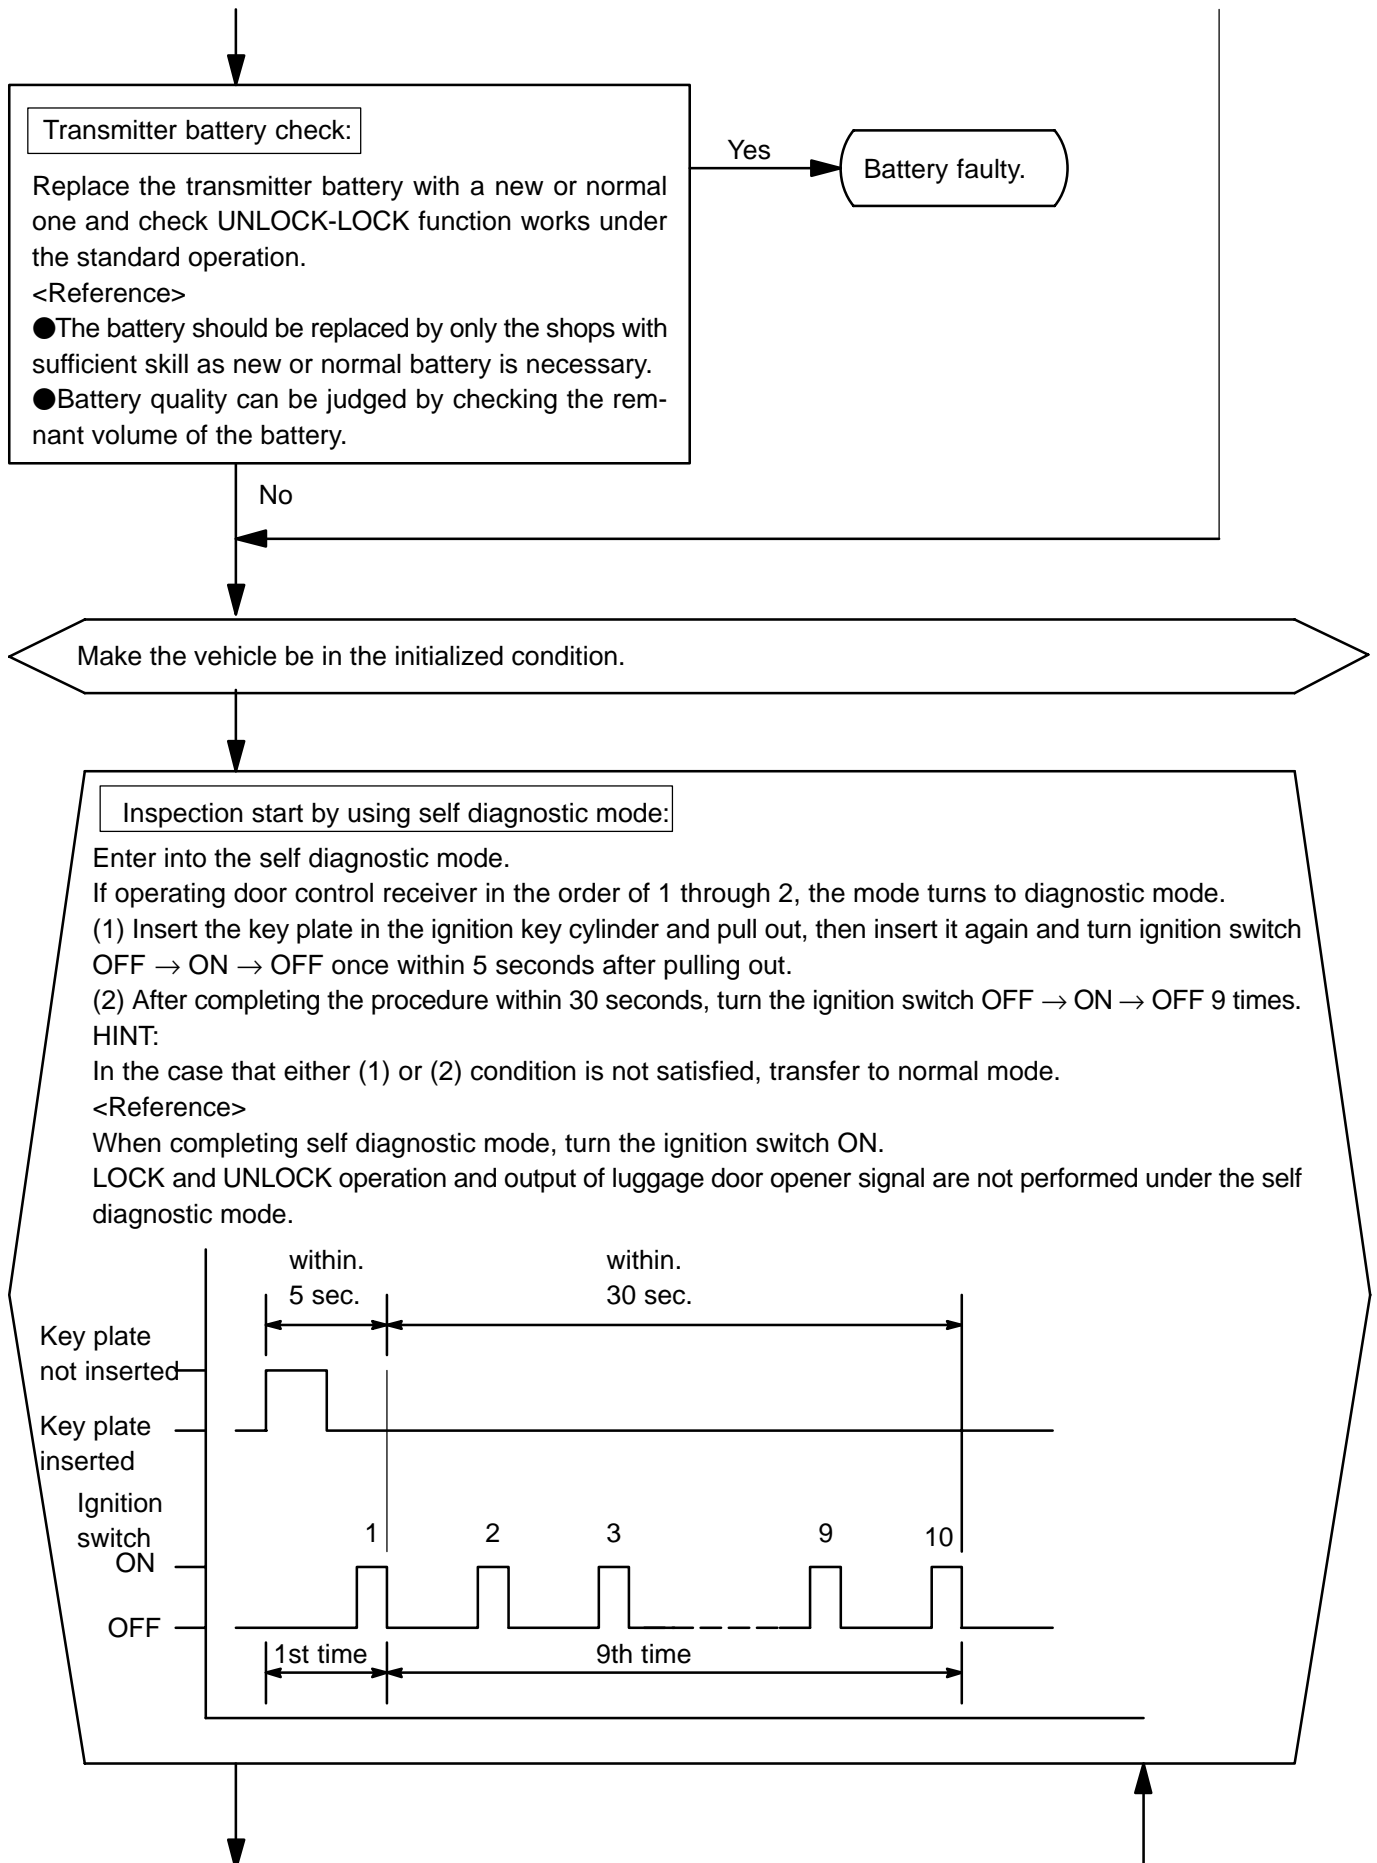 Transmitter battery check:
Replace the transmitter battery with a new or normal
one and check UNLOCK-LOCK function works under
the standard operation.
<Reference>
●The battery should be replaced by only the shops with
sufficient skill as new or normal battery is necessary.
●Battery quality can be judged by checking the rem-
nant volume of the battery.
Yes
Battery faulty.
No
Make the vehicle be in the initialized condition.
Inspection start by using self diagnostic mode:
Enter into the self diagnostic mode.
If operating door control receiver in the order of 1 through 2, the mode turns to diagnostic mode.
(1) Insert the key plate in the ignition key cylinder and pull out, then insert it again and turn ignition switch
OFF → ON → OFF once within 5 seconds after pulling out.
(2) After completing the procedure within 30 seconds, turn the ignition switch OFF → ON → OFF 9 times.
HINT:
In the case that either (1) or (2) condition is not satisfied, transfer to normal mode.
<Reference>
When completing self diagnostic mode, turn the ignition switch ON.
LOCK and UNLOCK operation and output of luggage door opener signal are not performed under the self
diagnostic mode.
within. within.
5 sec. 30 sec.
Key plate
not inserted
Key plate
inserted
Ignition
switch 1 2 3 9 10
ON
OFF
1st time 9th time